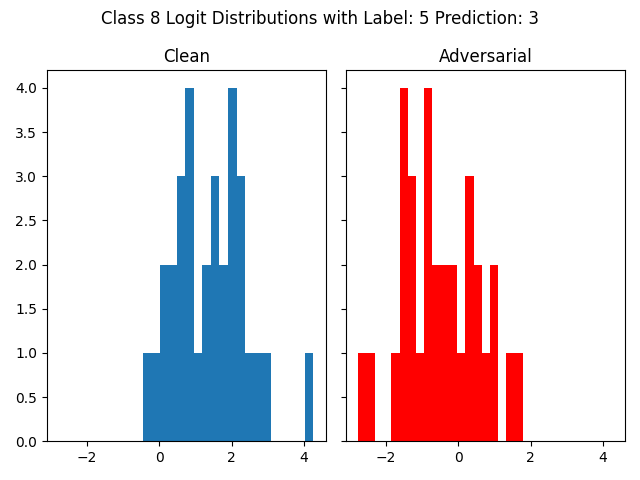 Class 8 Logit Distributions with Label: 5 Prediction: 3
Clean
Adversarial
4.0
3.5
3.0
2.5
2.0
1.5
1.0
0.5
0.0
−2 0 2 4
−2 0 2 4